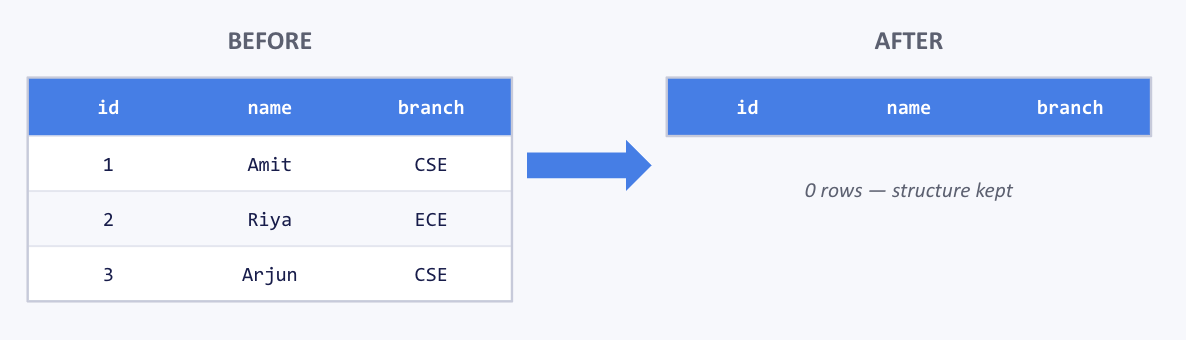 BEFORE
AFTER
id name branch
1 Amit CSE
2 Riya ECE
3 Arjun CSE
id name branch
0 rows — structure kept